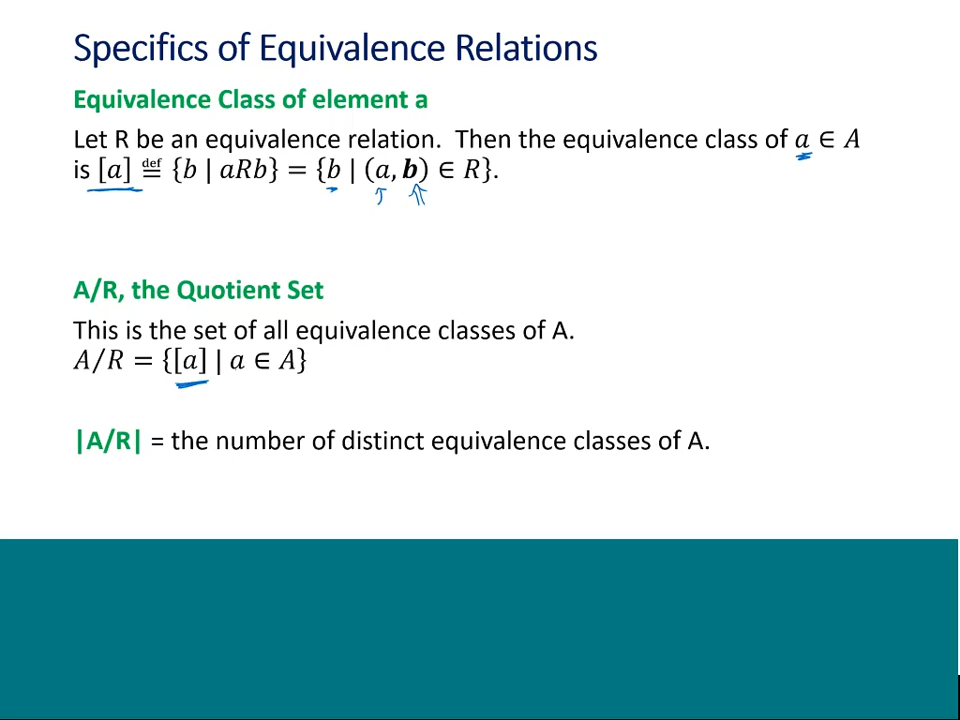 Specifics of Equivalence Relations
Equivalence Class of element a
Let R be an equivalence relation.  Then the equivalence class of a ∈ A
is [a] ≝ {b | aRb} = {b | (a, b) ∈ R}.
A/R, the Quotient Set
This is the set of all equivalence classes of A.
A/R = {[a] | a ∈ A}
|A/R| = the number of distinct equivalence classes of A.